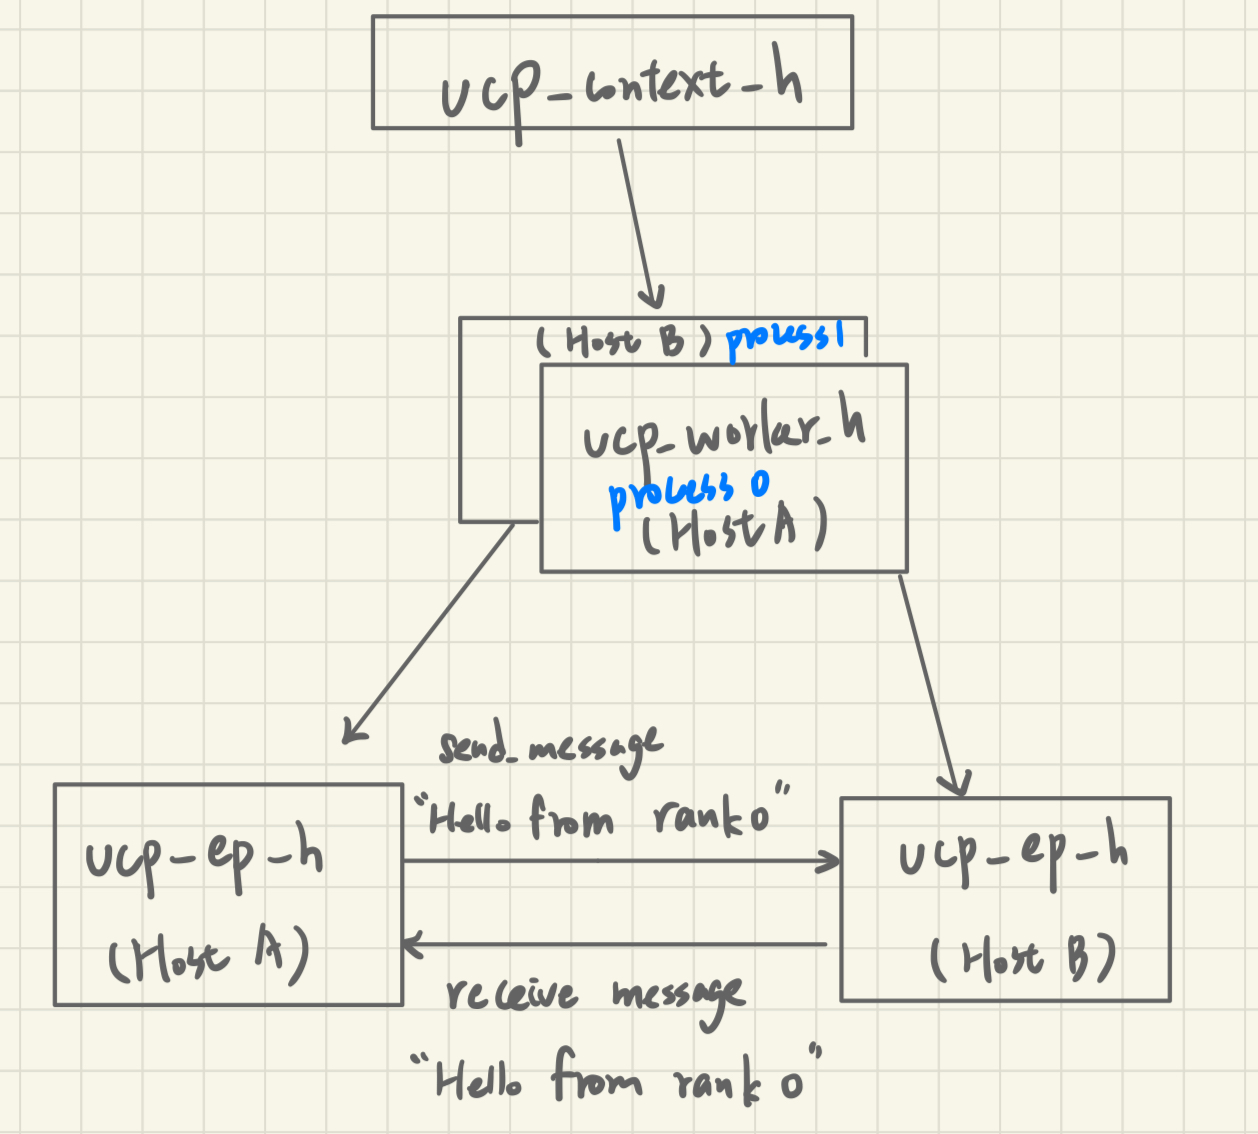 ucp_context_h
(Host B) process1
ucp_worker_h
process 0
(Host A)
send_message
"Hello from rank0"
ucp_ep_h
(Host A)
ucp_ep_h
(Host B)
receive message
"Hello from rank 0"